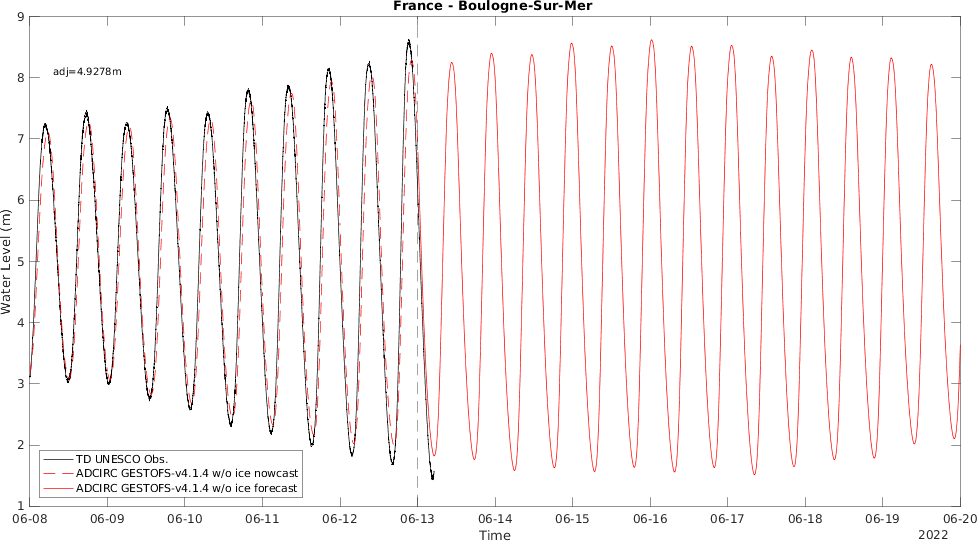 France - Boulogne-Sur-Mer
adj=4.9278m
Water Level (m)
9
8
7
6
5
4
3
2
1
TD UNESCO Obs.
ADCIRC GESTOFS-v4.1.4 w/o ice nowcast
ADCIRC GESTOFS-v4.1.4 w/o ice forecast
06-08 06-09 06-10 06-11 06-12 06-13 06-14 06-15 06-16 06-17 06-18 06-19 06-20
Time
2022